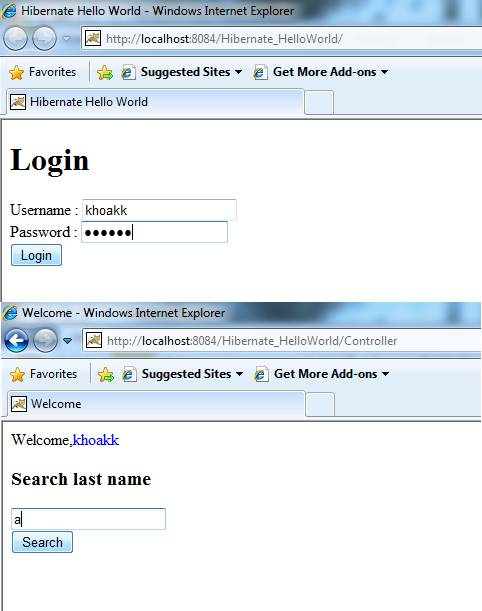 Hibernate Hello World - Windows Internet Explorer
http://localhost:8084/Hibernate_HelloWorld/
Favorites Suggested Sites Get More Add-ons
Hibernate Hello World
Login
Username : khoakk
Password : ●●●●●●
Login
Welcome - Windows Internet Explorer
http://localhost:8084/Hibernate_HelloWorld/Controller
Favorites Suggested Sites Get More Add-ons
Welcome
Welcome,khoakk
Search last name
a
Search